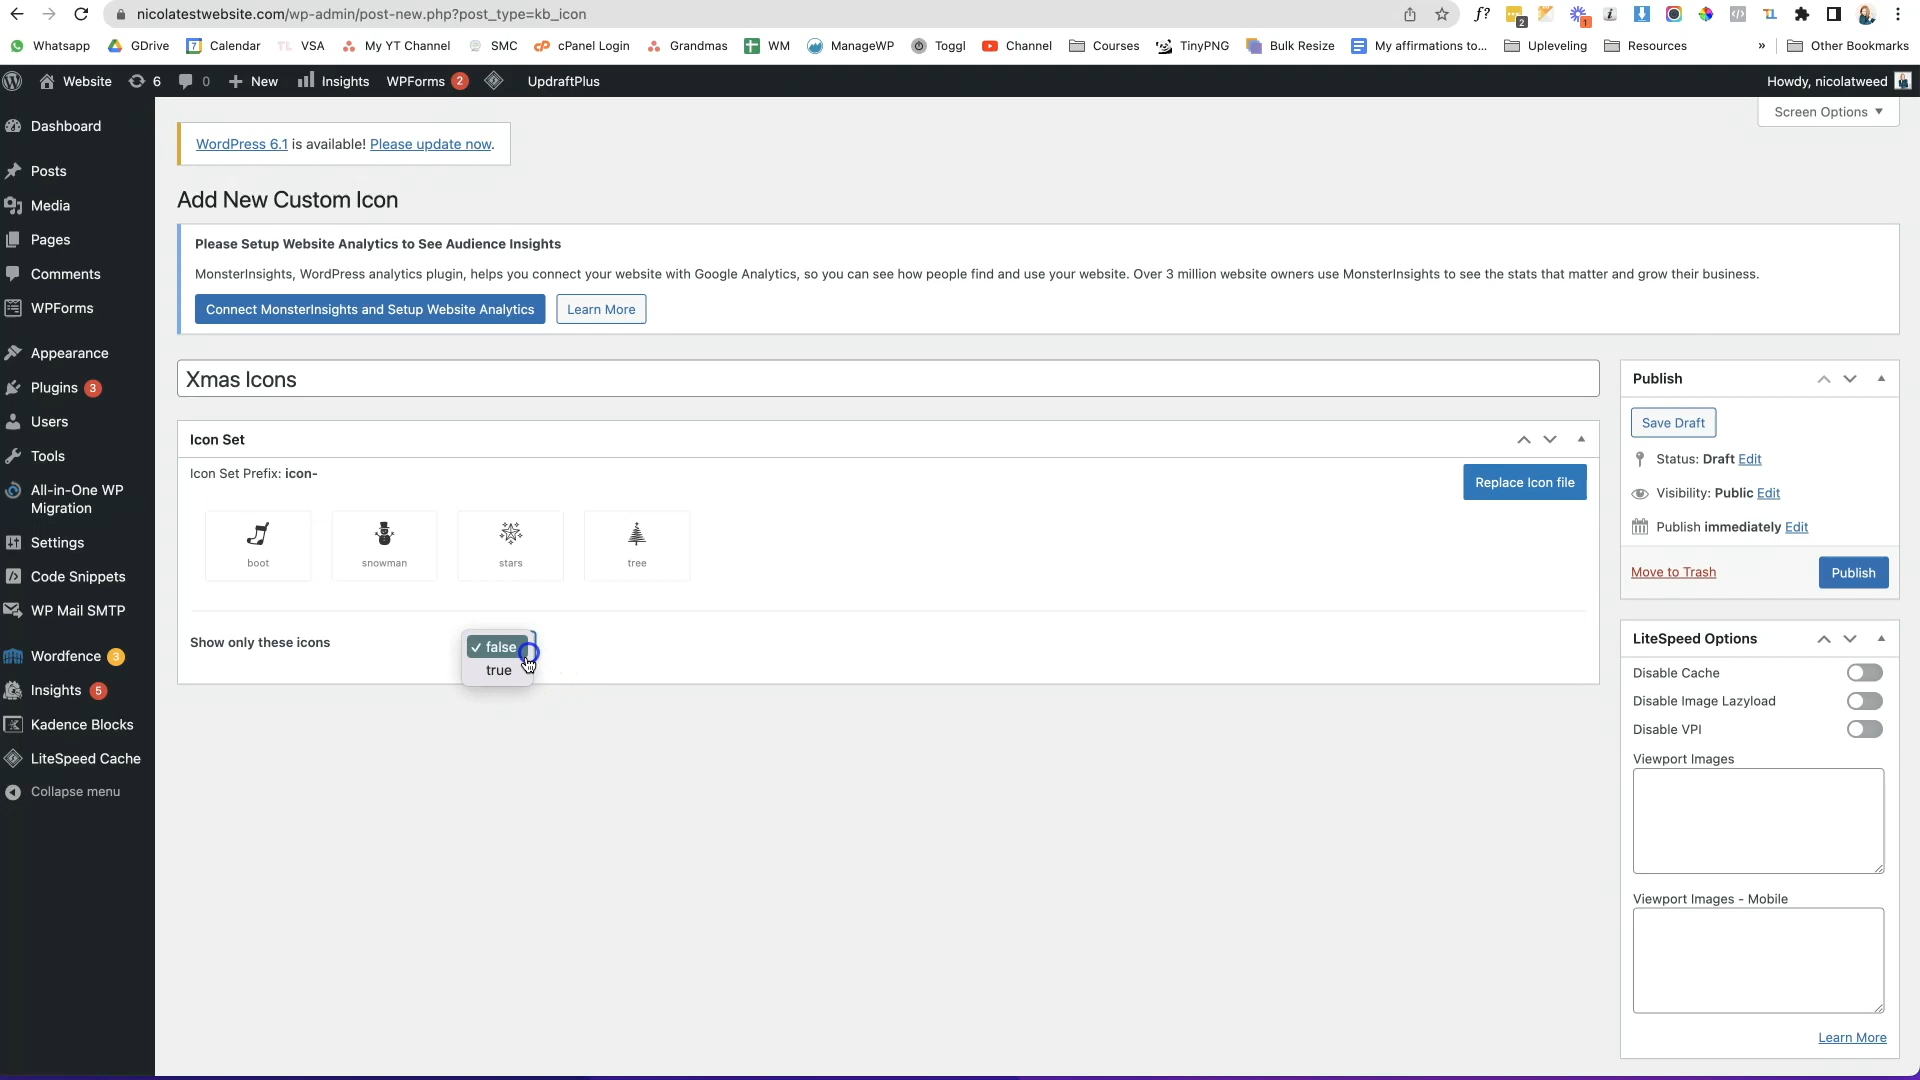 nicolatestwebsite.com/wp-admin/post-new.php?post_type=kb_icon
f?
2
1
i
Whatsapp
GDrive
7
Calendar
TL
VSA
My YT Channel
SMC
cPanel Login
Grandmas
WM
ManageWP
Toggl
Channel
Courses
TinyPNG
Bulk Resize
My affirmations to...
Upleveling
Resources
»
Other Bookmarks
Website
6
0
New
Insights
WPForms 2
UpdraftPlus
Howdy, nicolatweed
Screen Options
Dashboard
Posts
Media
Pages
Comments
WPForms
Appearance
Plugins 3
Users
Tools
All-in-One WP
Migration
Settings
Code Snippets
WP Mail SMTP
Wordfence 3
Insights 5
Kadence Blocks
LiteSpeed Cache
Collapse menu
WordPress 6.1 is available! Please update now.
Add New Custom Icon
Please Setup Website Analytics to See Audience Insights
MonsterInsights, WordPress analytics plugin, helps you connect your website with Google Analytics, so you can see how people find and use your website. Over 3 million website owners use MonsterInsights to see the stats that matter and grow their business.
Connect MonsterInsights and Setup Website Analytics
Learn More
Xmas Icons
Icon Set
Icon Set Prefix: icon-
Replace Icon file
boot
snowman
stars
tree
Show only these icons
✓ false
true
Publish
Save Draft
Status: Draft Edit
Visibility: Public Edit
Publish immediately Edit
Move to Trash
Publish
LiteSpeed Options
Disable Cache
Disable Image Lazyload
Disable VPI
Viewport Images
Viewport Images - Mobile
Learn More